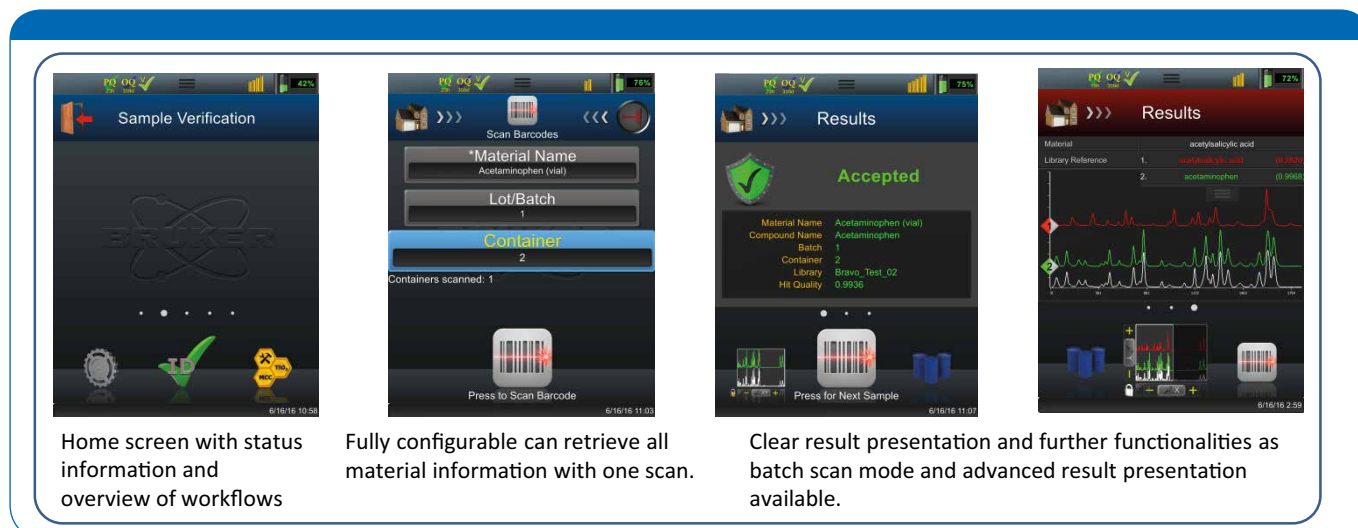 PQ OQ V
42%
Sample Verification
BRUKER
ID
MCC
TIO₂
6/16/16 10:58
PQ OQ V
76%
Scan Barcodes
*Material Name
Acetaminophen (vial)
Lot/Batch
1
Container
2
Containers scanned: 1
Press to Scan Barcode
6/16/16 11:03
PQ OQ V
75%
Results
Accepted
Material Name Acetaminophen (vial)
Compound Name Acetaminophen
Batch 1
Container 2
Library Bravo_Test_02
Hit Quality 0.9936
Press for Next Sample
6/16/16 11:07
PQ OQ V
72%
Results
Material acetylsalicylic acid
Library Reference 1. acetylsalicylic acid
2. acetaminophen (0.9968)
1
2
X
6/16/16 2:59
Home screen with status
information and
overview of workflows
Fully configurable can retrieve all
material information with one scan.
Clear result presentation and further functionalities as
batch scan mode and advanced result presentation
available.